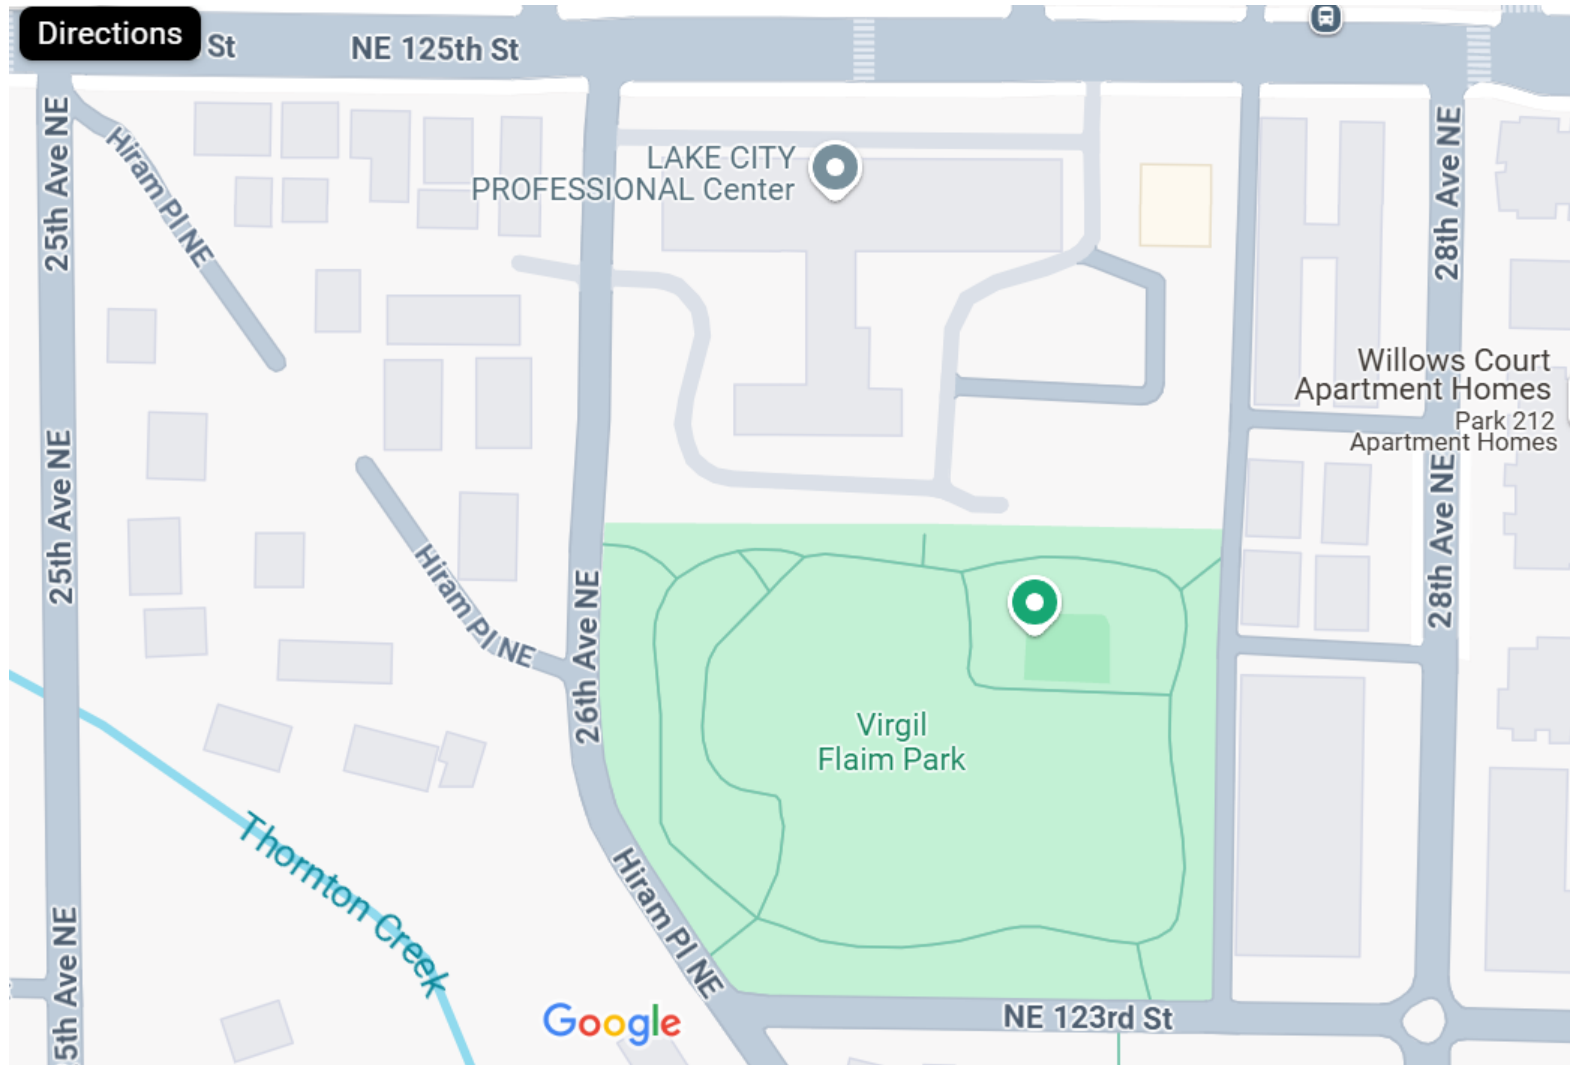 Directions
St
NE 125th St
25th Ave NE
Hiram Pl NE
LAKE CITY
PROFESSIONAL Center
28th Ave NE
Willows Court
Apartment Homes
Park 212
Apartment Homes
25th Ave NE
28th Ave NE
Hiram Pl NE
26th Ave NE
Virgil
Flaim Park
Thornton Creek
Hiram Pl NE
5th Ave NE
Google
NE 123rd St